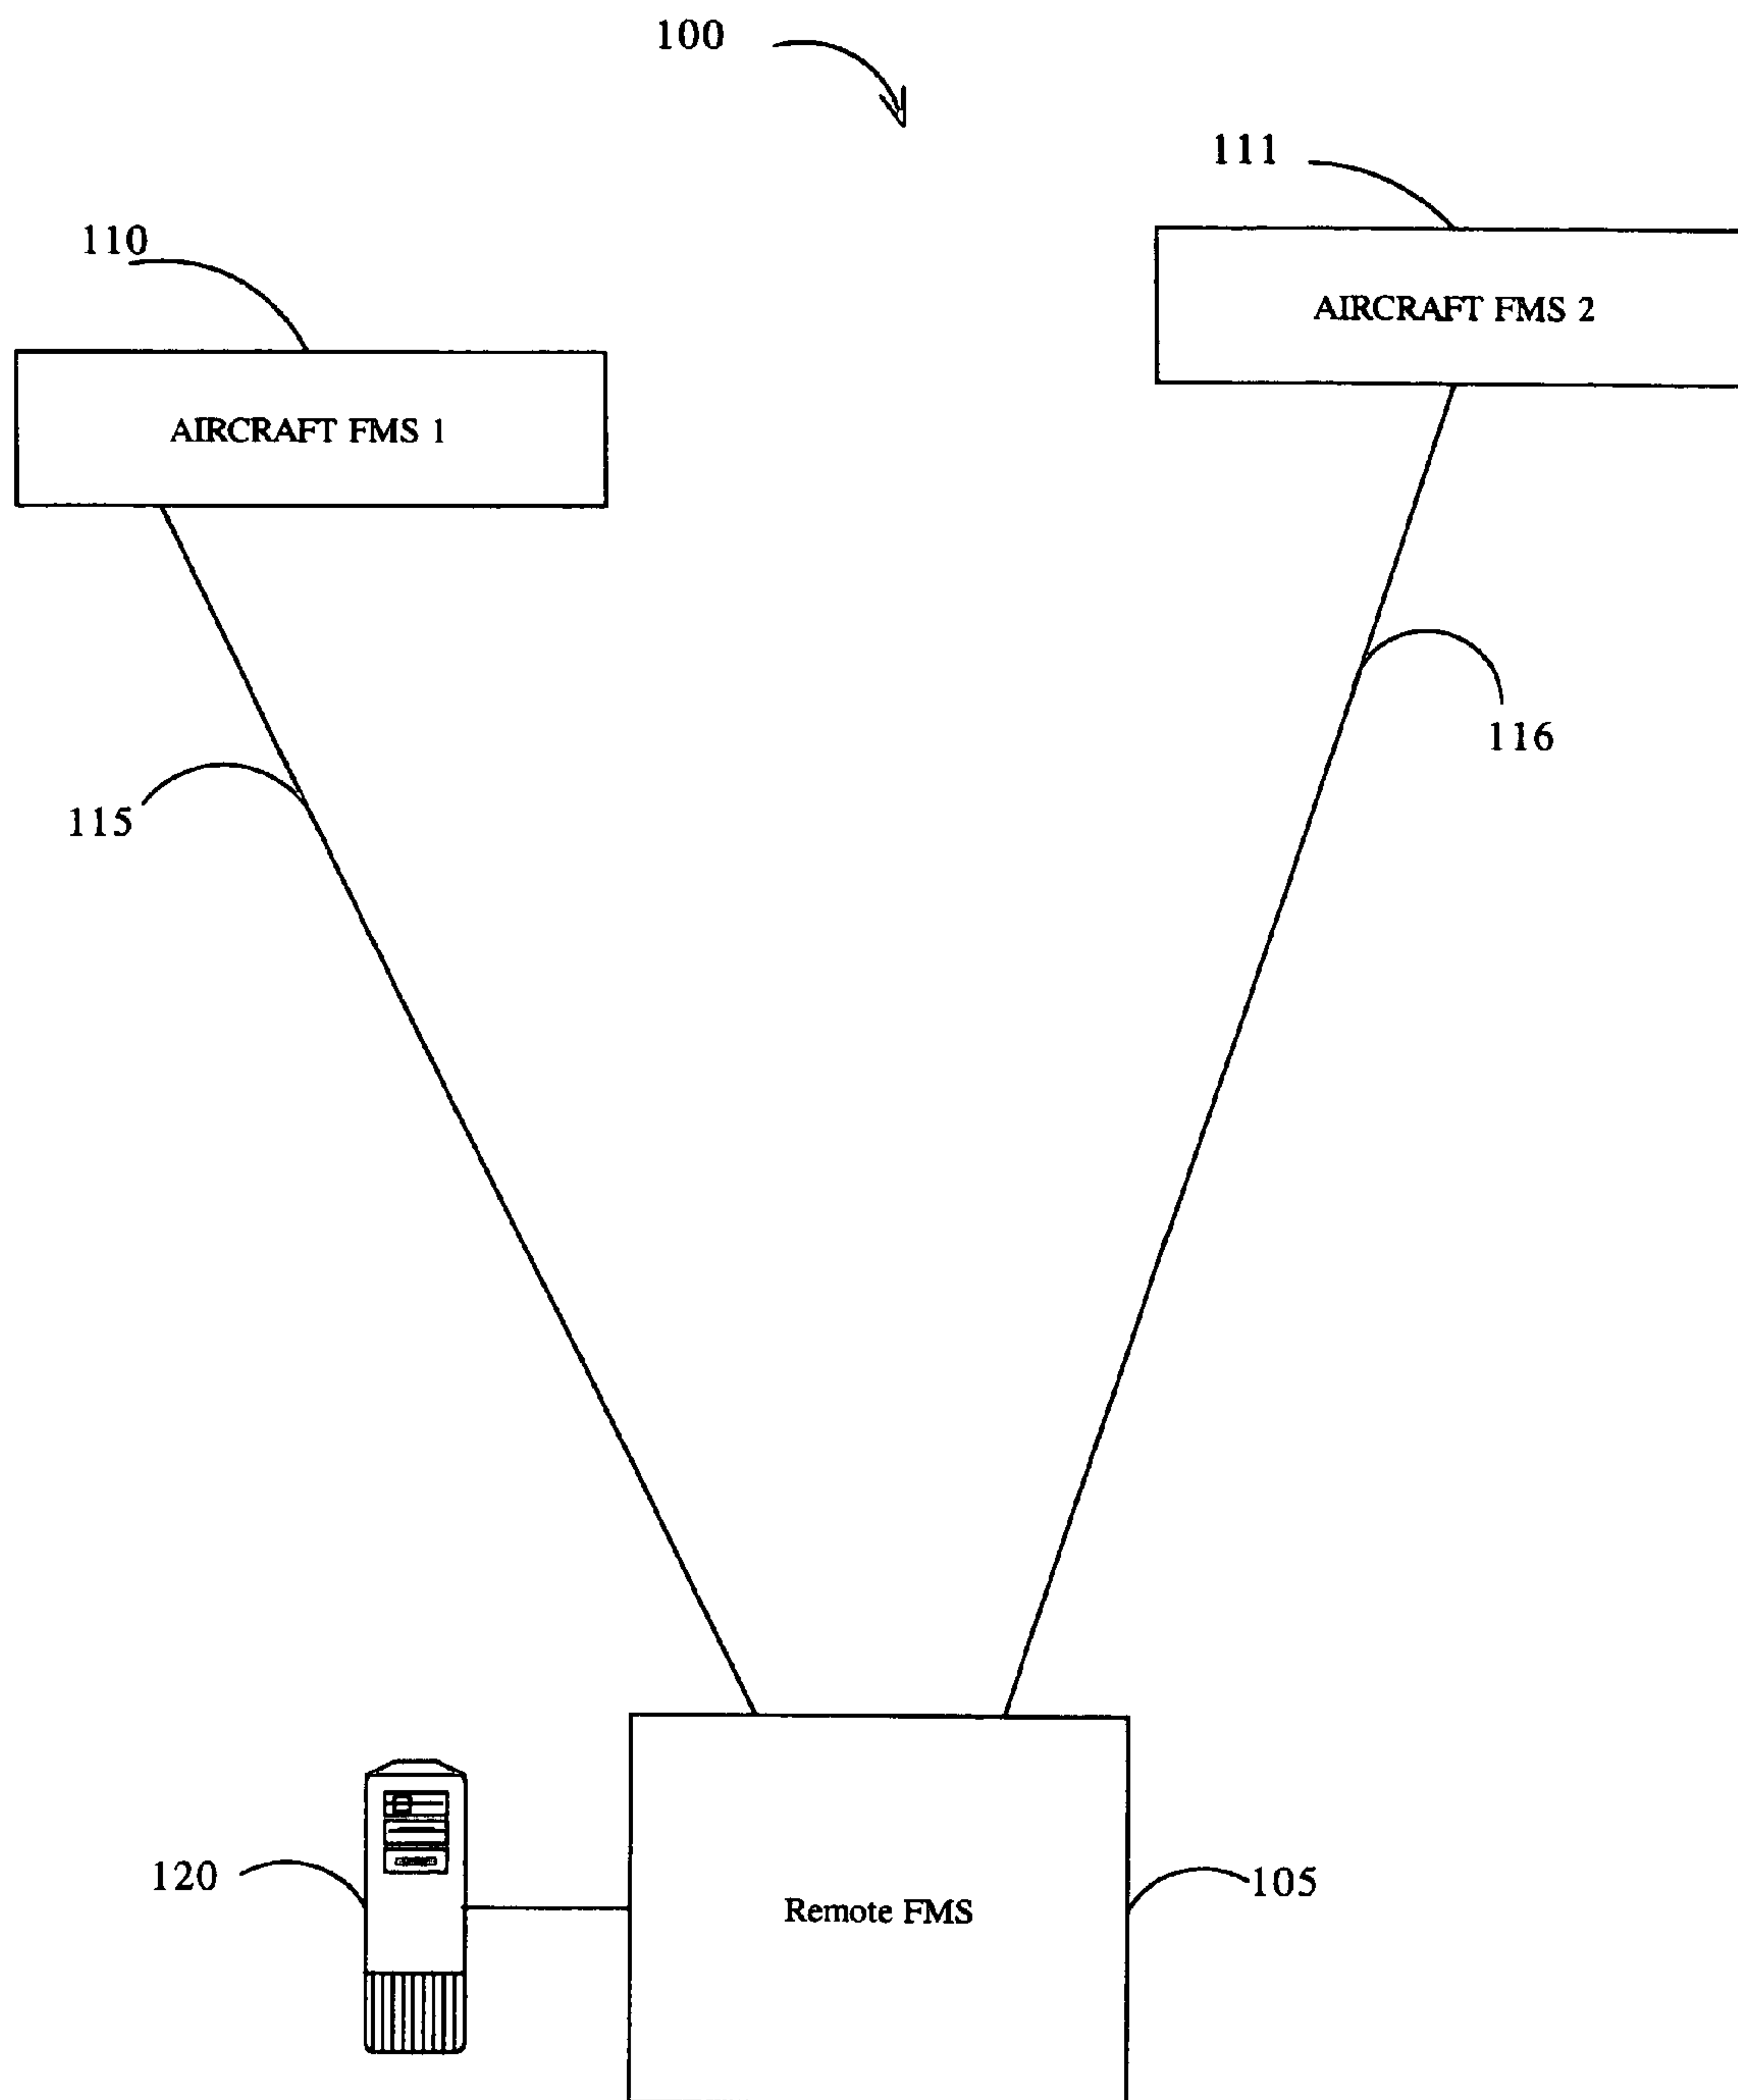 100
111
110
AIRCRAFT FMS 2
AIRCRAFT FMS 1
116
115
120
105
Remote FMS